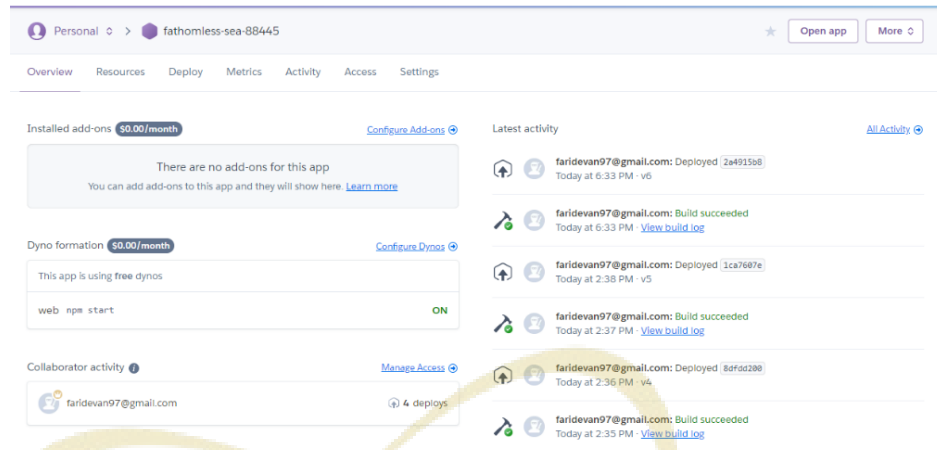 Personal > fathomless-sea-88445
Open app
More
Overview Resources Deploy Metrics Activity Access Settings
Installed add-ons $0.00/month Configure Add-ons
There are no add-ons for this app
You can add add-ons to this app and they will show here. Learn more
Dyno formation $0.00/month Configure Dynos
This app is using free dynos
web npm start ON
Collaborator activity Manage Access
faridevan97@gmail.com 4 deploys
Latest activity All Activity
faridevan97@gmail.com: Deployed 2a4915b8
Today at 6:33 PM · v6
faridevan97@gmail.com: Build succeeded
Today at 6:33 PM · View build log
faridevan97@gmail.com: Deployed 1ca7607e
Today at 2:38 PM · v5
faridevan97@gmail.com: Build succeeded
Today at 2:37 PM · View build log
faridevan97@gmail.com: Deployed 8dfdd200
Today at 2:36 PM · v4
faridevan97@gmail.com: Build succeeded
Today at 2:35 PM · View build log